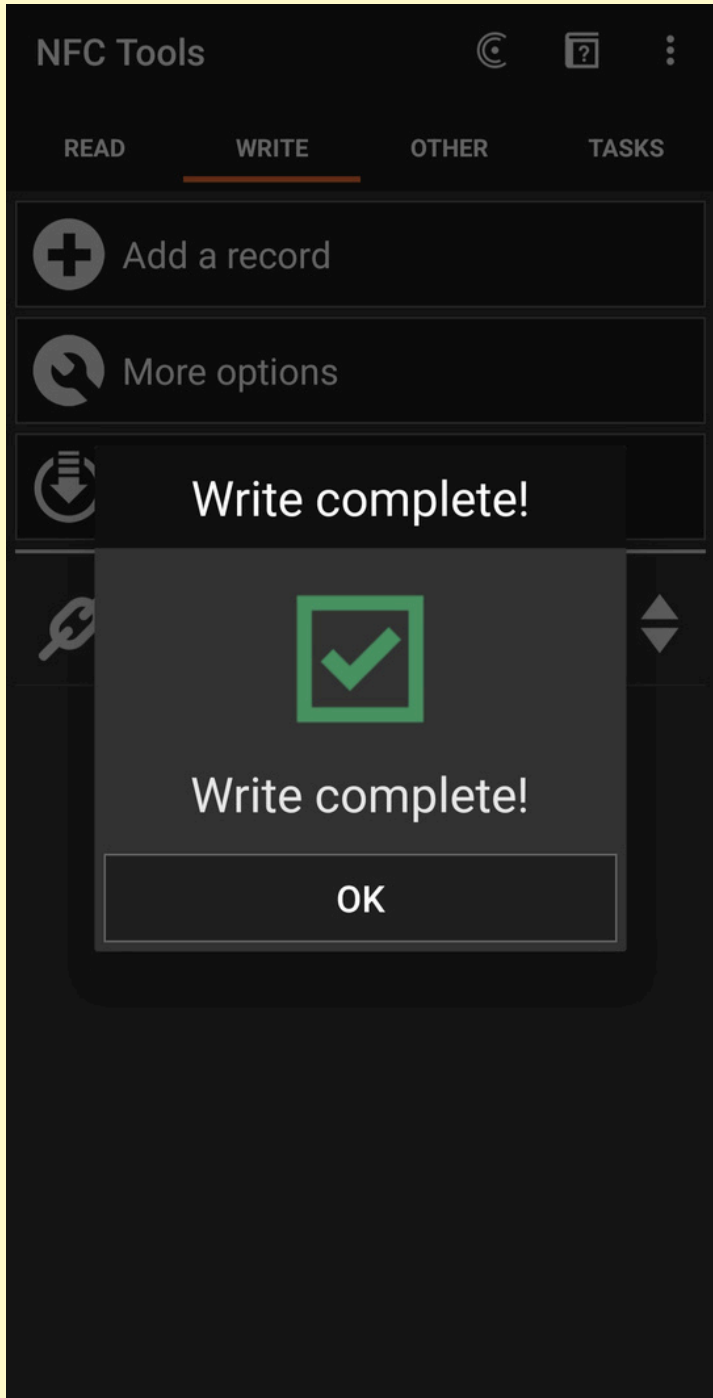 NFC Tools
READ WRITE OTHER TASKS
Add a record
More options
Write complete!
Write complete!
OK